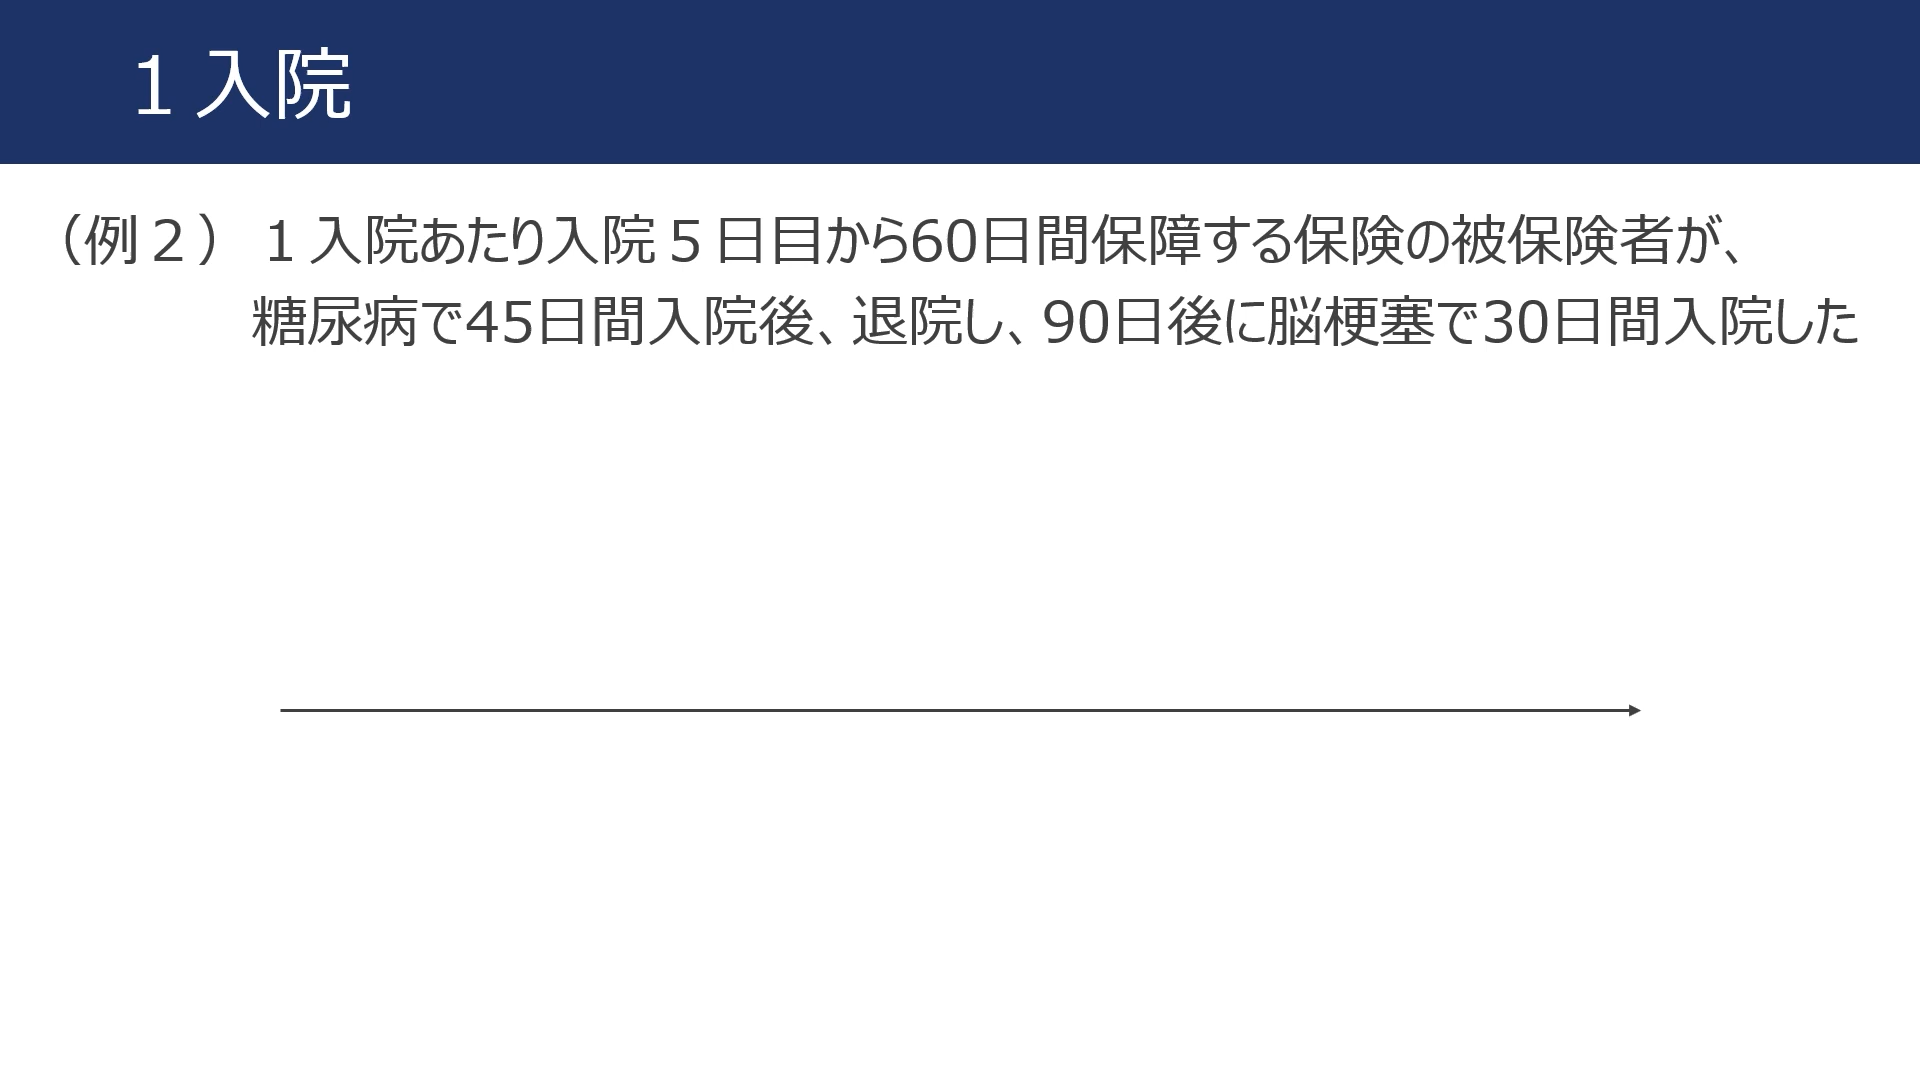 １入院
（例２）１入院あたり入院５日目から60日間保障する保険の被保険者が、
糖尿病で45日間入院後、退院し、90日後に脳梗塞で30日間入院した